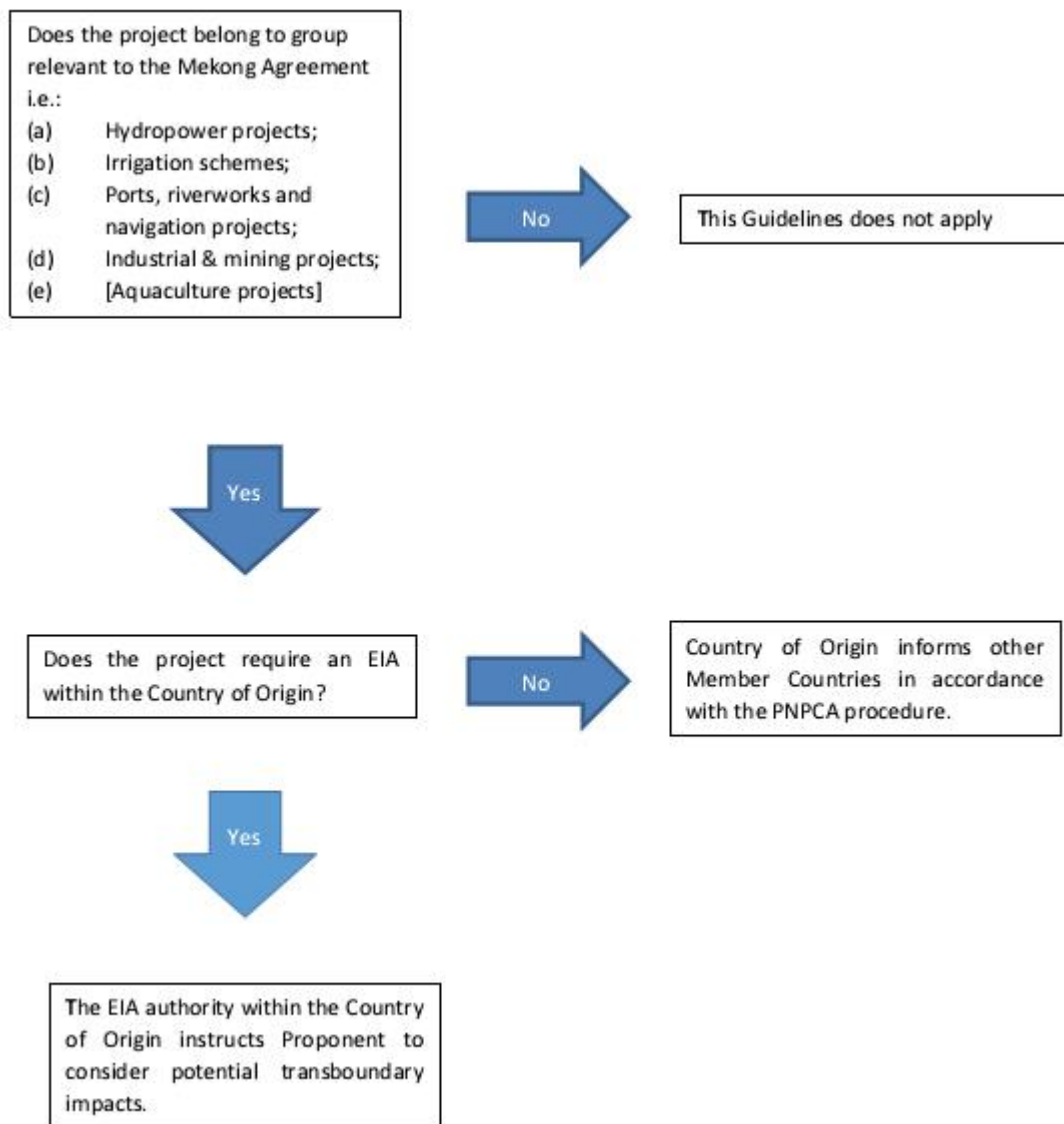 Does the project belong to group
relevant to the Mekong Agreement
i.e.:
(a) Hydropower projects;
(b) Irrigation schemes;
(c) Ports, riverworks and
navigation projects;
(d) Industrial & mining projects;
(e) [Aquaculture projects]
No
This Guidelines does not apply
Yes
Does the project require an EIA
within the Country of Origin?
No
Country of Origin informs other
Member Countries in accordance
with the PNPCA procedure.
Yes
The EIA authority within the Country
of Origin instructs Proponent to
consider potential transboundary
impacts.